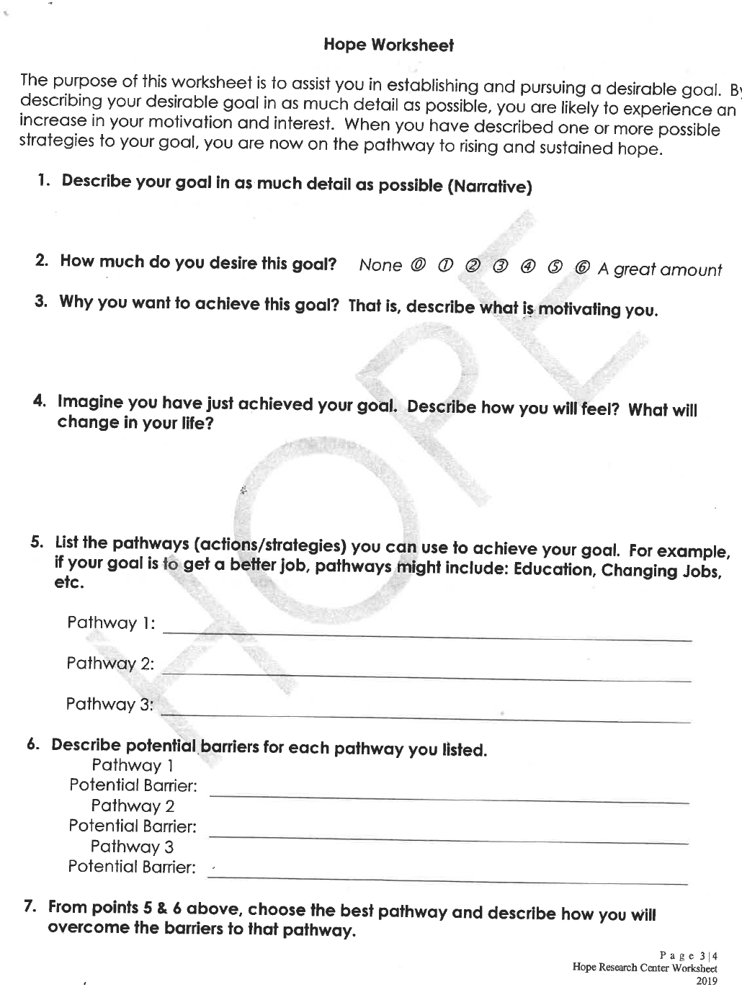 Hope Worksheet
The purpose of this worksheet is to assist you in establishing and pursuing a desirable goal. By
describing your desirable goal in as much detail as possible, you are likely to experience an
increase in your motivation and interest. When you have described one or more possible
strategies to your goal, you are now on the pathway to rising and sustained hope.
1. Describe your goal in as much detail as possible (Narrative)
2. How much do you desire this goal? None ⓪ ① ② ③ ④ ⑤ ⑥ A great amount
3. Why you want to achieve this goal? That is, describe what is motivating you.
4. Imagine you have just achieved your goal. Describe how you will feel? What will
change in your life?
5. List the pathways (actions/strategies) you can use to achieve your goal. For example,
if your goal is to get a better job, pathways might include: Education, Changing Jobs,
etc.
Pathway 1:
Pathway 2:
Pathway 3:
6. Describe potential barriers for each pathway you listed.
Pathway 1
Potential Barrier:
Pathway 2
Potential Barrier:
Pathway 3
Potential Barrier:
7. From points 5 & 6 above, choose the best pathway and describe how you will
overcome the barriers to that pathway.
Page 3|4
Hope Research Center Worksheet
2019
HOPE